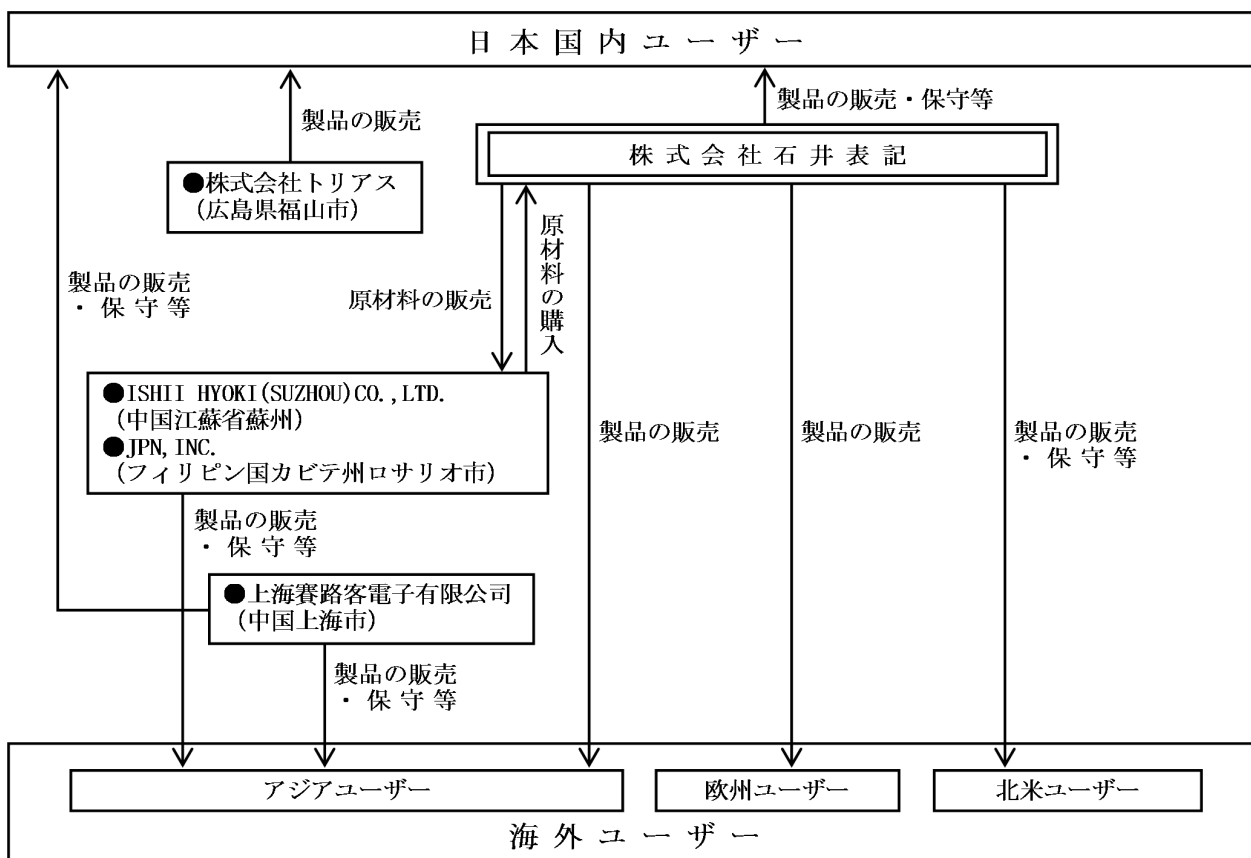 日本国内ユーザー
製品の販売・保守等
製品の販売
株式会社石井表記
●株式会社トリアス
(広島県福山市)
原材料の購入
製品の販売
・保守等
原材料の販売
●ISHII HYOKI(SUZHOU)CO.,LTD.
(中国江蘇省蘇州)
●JPN,INC.
(フィリピン国カビテ州ロサリオ市)
製品の販売
製品の販売
製品の販売
・保守等
製品の販売
・保守等
●上海賽路客電子有限公司
(中国上海市)
製品の販売
・保守等
アジアユーザー
欧州ユーザー
北米ユーザー
海外ユーザー